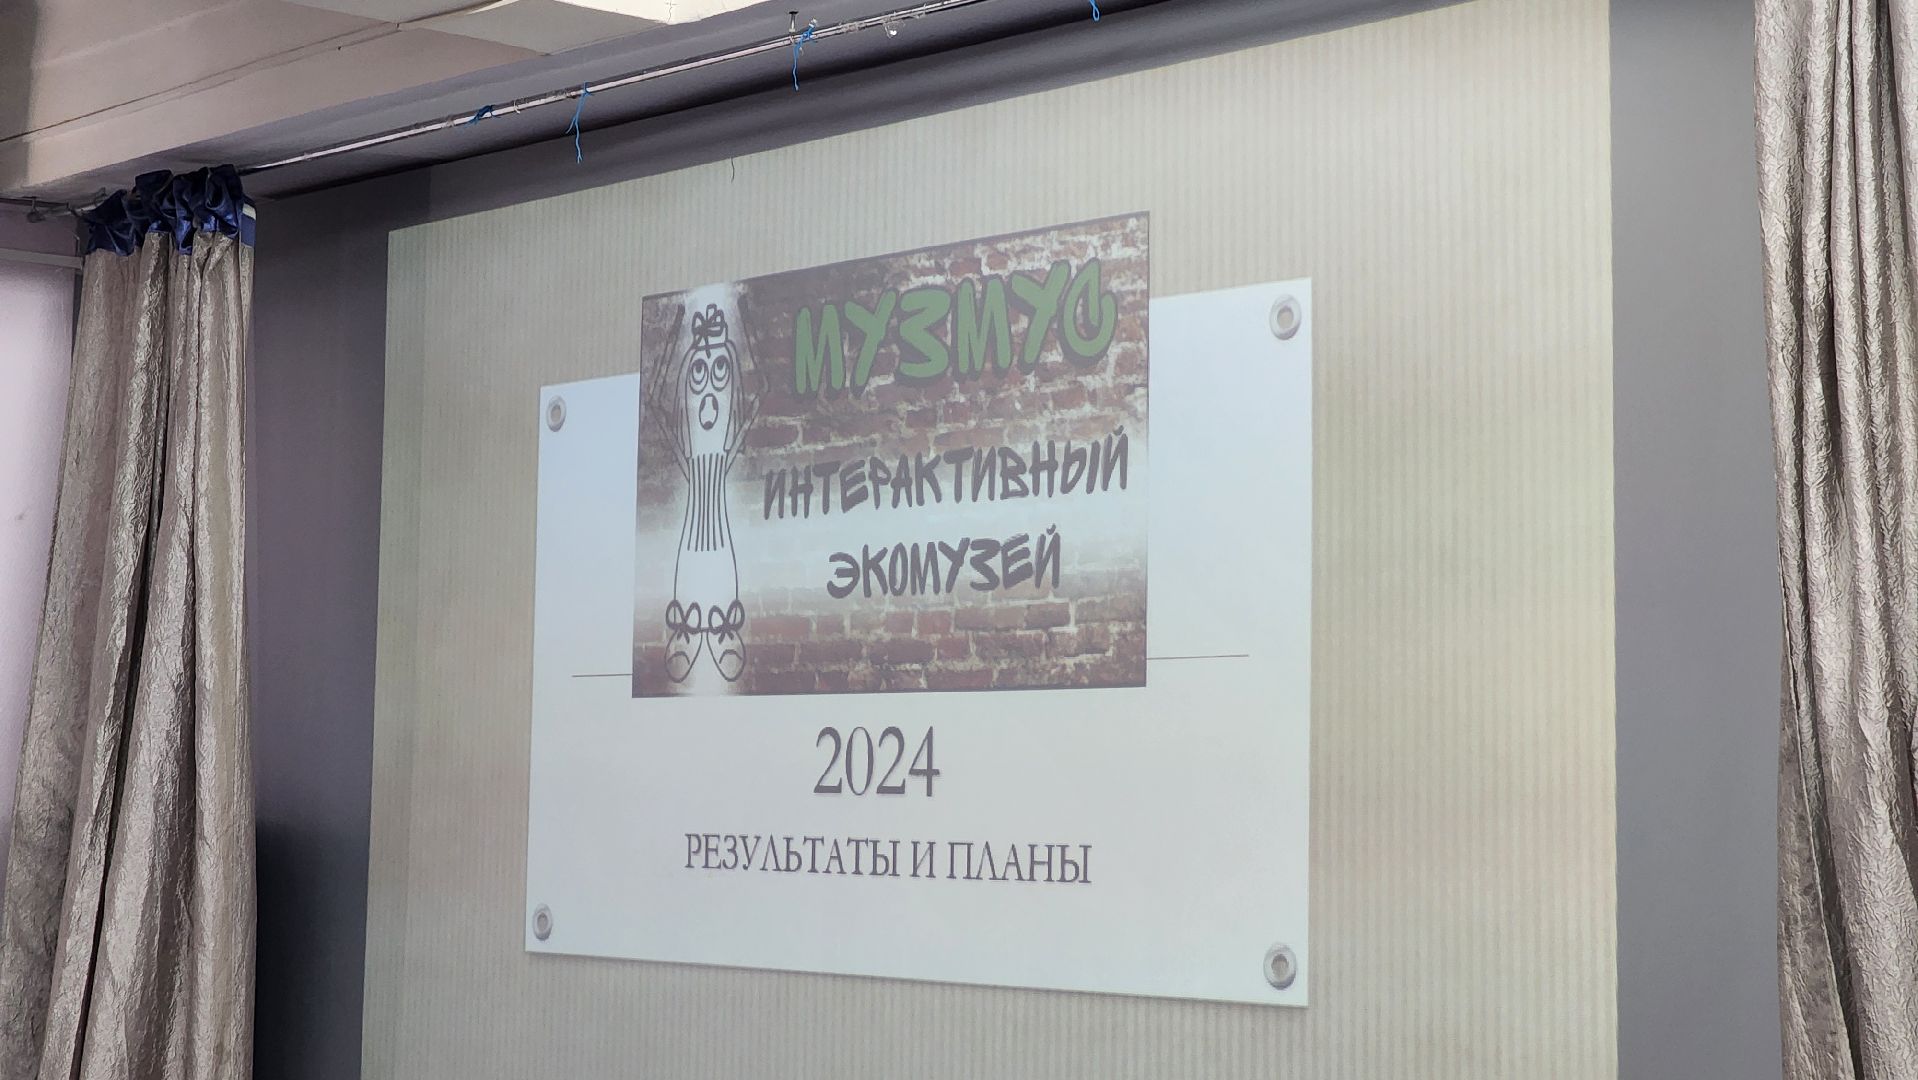 МУЗМУС
ИНТЕРАКТИВНЫЙ
ЭКОМУЗЕЙ
2024
РЕЗУЛЬТАТЫ И ПЛАНЫ